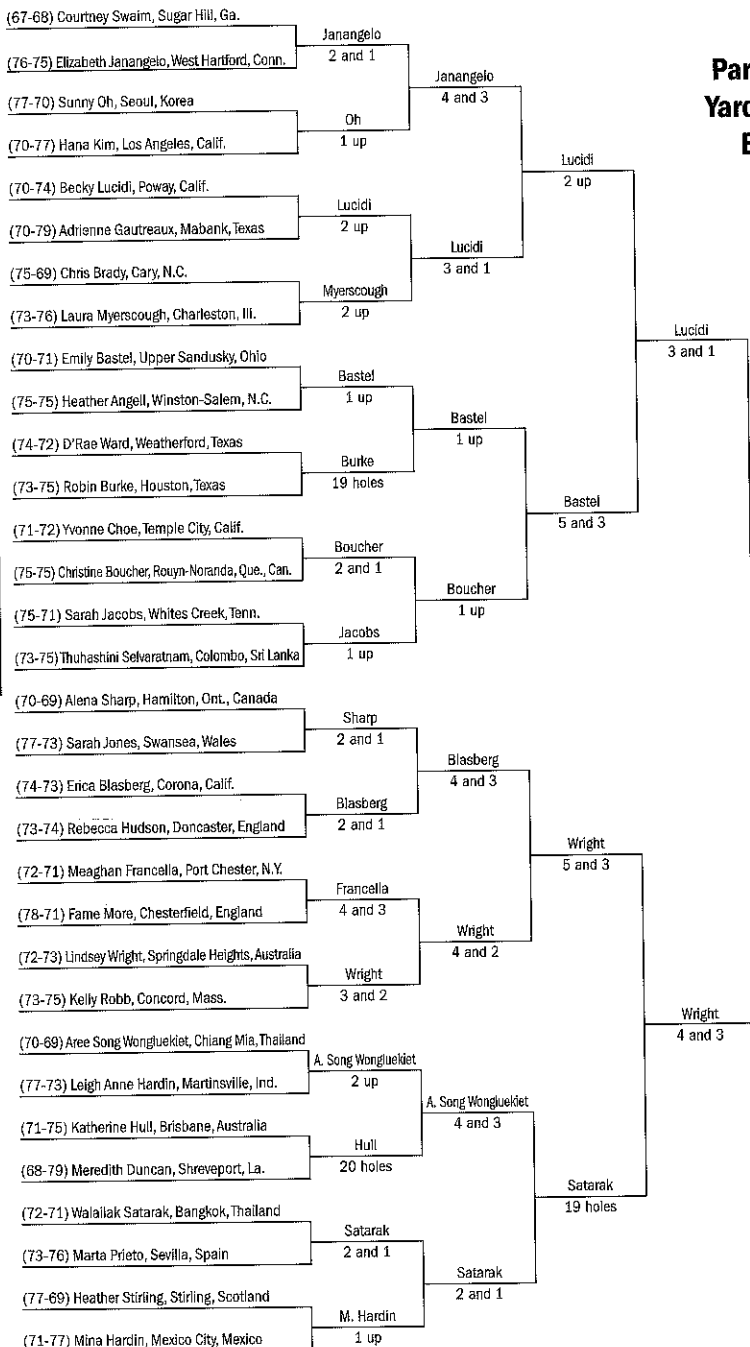 (67-68) Courtney Swaim, Sugar Hill, Ga.
Janangelo
2 and 1
(76-75) Elizabeth Janangelo, West Hartford, Conn.
Janangelo
4 and 3
(77-70) Sunny Oh, Seoul, Korea
Oh
1 up
(70-77) Hana Kim, Los Angeles, Calif.
Lucidi
2 up
(70-74) Becky Lucidi, Poway, Calif.
Lucidi
2 up
(70-79) Adrienne Gautreaux, Mabank, Texas
Lucidi
3 and 1
(75-69) Chris Brady, Cary, N.C.
Myerscough
2 up
(73-76) Laura Myerscough, Charleston, Ill.
Lucidi
3 and 1
(70-71) Emily Bastel, Upper Sandusky, Ohio
Bastel
1 up
(75-75) Heather Angell, Winston-Salem, N.C.
Bastel
1 up
(74-72) D'Rae Ward, Weatherford, Texas
Burke
19 holes
(73-75) Robin Burke, Houston, Texas
Bastel
5 and 3
(71-72) Yvonne Choe, Temple City, Calif.
Boucher
2 and 1
(75-75) Christine Boucher, Rouyn-Noranda, Que., Can.
Boucher
1 up
(75-71) Sarah Jacobs, Whites Creek, Tenn.
Jacobs
1 up
(73-75) Thuhashini Selvaratnam, Colombo, Sri Lanka
(70-69) Alena Sharp, Hamilton, Ont., Canada
Sharp
2 and 1
(77-73) Sarah Jones, Swansea, Wales
Blasberg
4 and 3
(74-73) Erica Blasberg, Corona, Calif.
Blasberg
2 and 1
(73-74) Rebecca Hudson, Doncaster, England
Wright
5 and 3
(72-71) Meaghan Francella, Port Chester, N.Y.
Francella
4 and 3
(78-71) Fame More, Chesterfield, England
Wright
4 and 2
(72-73) Lindsey Wright, Springdale Heights, Australia
Wright
3 and 2
(73-75) Kelly Robb, Concord, Mass.
Wright
4 and 3
(70-69) Aree Song Wongluekiet, Chiang Mia, Thailand
A. Song Wongluekiet
2 up
(77-73) Leigh Anne Hardin, Martinsville, Ind.
A. Song Wongluekiet
4 and 3
(71-75) Katherine Hull, Brisbane, Australia
Hull
20 holes
(68-79) Meredith Duncan, Shreveport, La.
Satarak
19 holes
(72-71) Walailak Satarak, Bangkok, Thailand
Satarak
2 and 1
(73-76) Marta Prieto, Sevilla, Spain
Satarak
2 and 1
(77-69) Heather Stirling, Stirling, Scotland
M. Hardin
1 up
(71-77) Mina Hardin, Mexico City, Mexico
Par
Yard